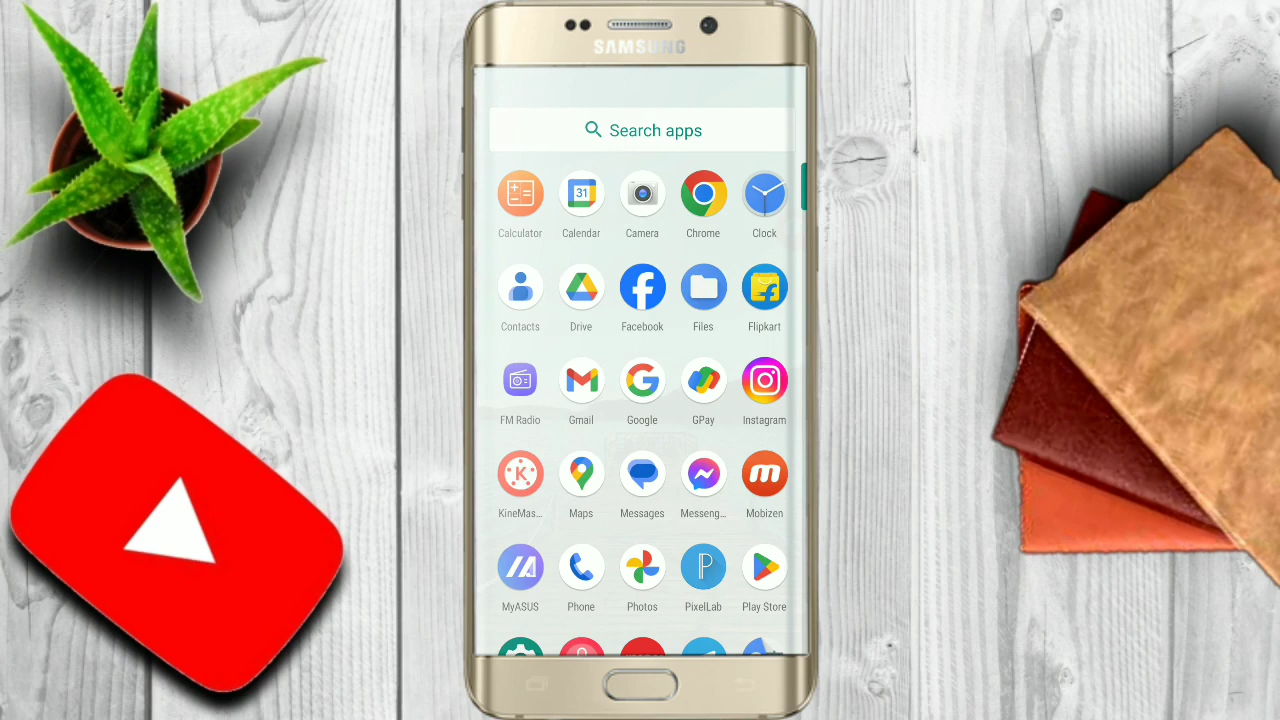 SAMSUNG
Search apps
31
Calculator Calendar Camera Chrome Clock
Contacts Drive Facebook Files Flipkart
FM Radio Gmail Google GPay Instagram
K
KineMas... Maps Messages Messeng... Mobizen
MyASUS Phone Photos PixelLab Play Store